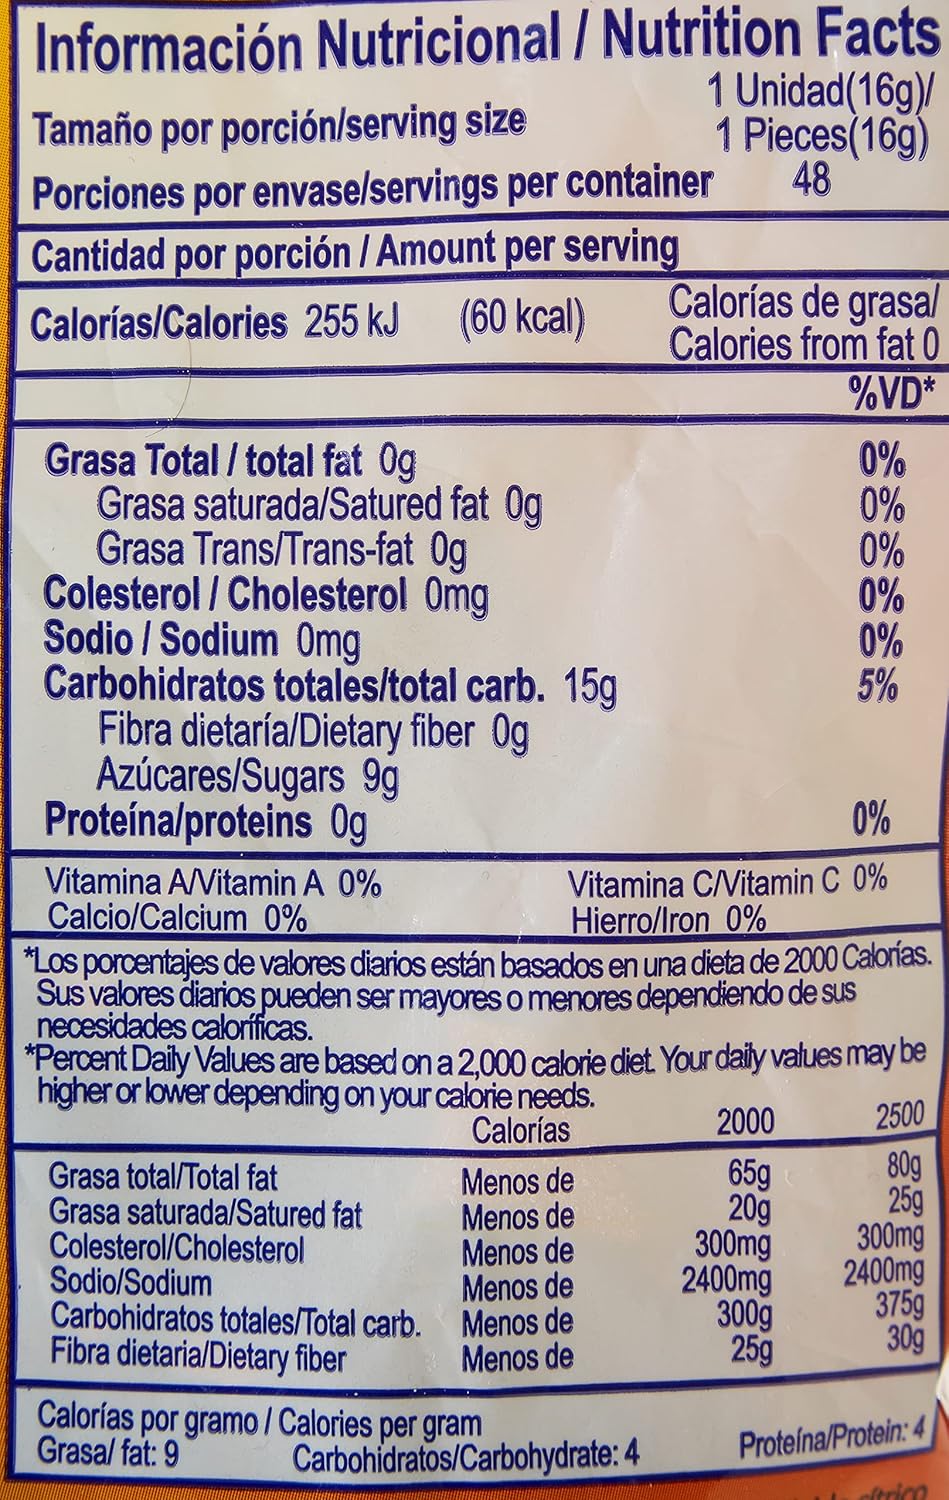 Información Nutricional / Nutrition Facts
Tamaño por porción/serving size 1 Unidad(16g)/
1 Pieces(16g)
Porciones por envase/servings per container 48
Cantidad por porción / Amount per serving
Calorías/Calories 255 kJ (60 kcal) Calorías de grasa/
Calories from fat 0
%VD*
Grasa Total / total fat 0g 0%
Grasa saturada/Satured fat 0g 0%
Grasa Trans/Trans-fat 0g 0%
Colesterol / Cholesterol 0mg 0%
Sodio / Sodium 0mg 0%
Carbohidratos totales/total carb. 15g 5%
Fibra dietaría/Dietary fiber 0g
Azúcares/Sugars 9g
Proteína/proteins 0g 0%
Vitamina A/Vitamin A 0% Vitamina C/Vitamin C 0%
Calcio/Calcium 0% Hierro/Iron 0%
*Los porcentajes de valores diarios están basados en una dieta de 2000 Calorías.
Sus valores diarios pueden ser mayores o menores dependiendo de sus
necesidades caloríficas.
*Percent Daily Values are based on a 2,000 calorie diet. Your daily values may be
higher or lower depending on your calorie needs.
Calorías 2000 2500
Grasa total/Total fat Menos de 65g 80g
Grasa saturada/Satured fat Menos de 20g 25g
Colesterol/Cholesterol Menos de 300mg 300mg
Sodio/Sodium Menos de 2400mg 2400mg
Carbohidratos totales/Total carb. Menos de 300g 375g
Fibra dietaria/Dietary fiber Menos de 25g 30g
Calorías por gramo / Calories per gram
Grasa/ fat: 9 Carbohidratos/Carbohydrate: 4 Proteína/Protein: 4